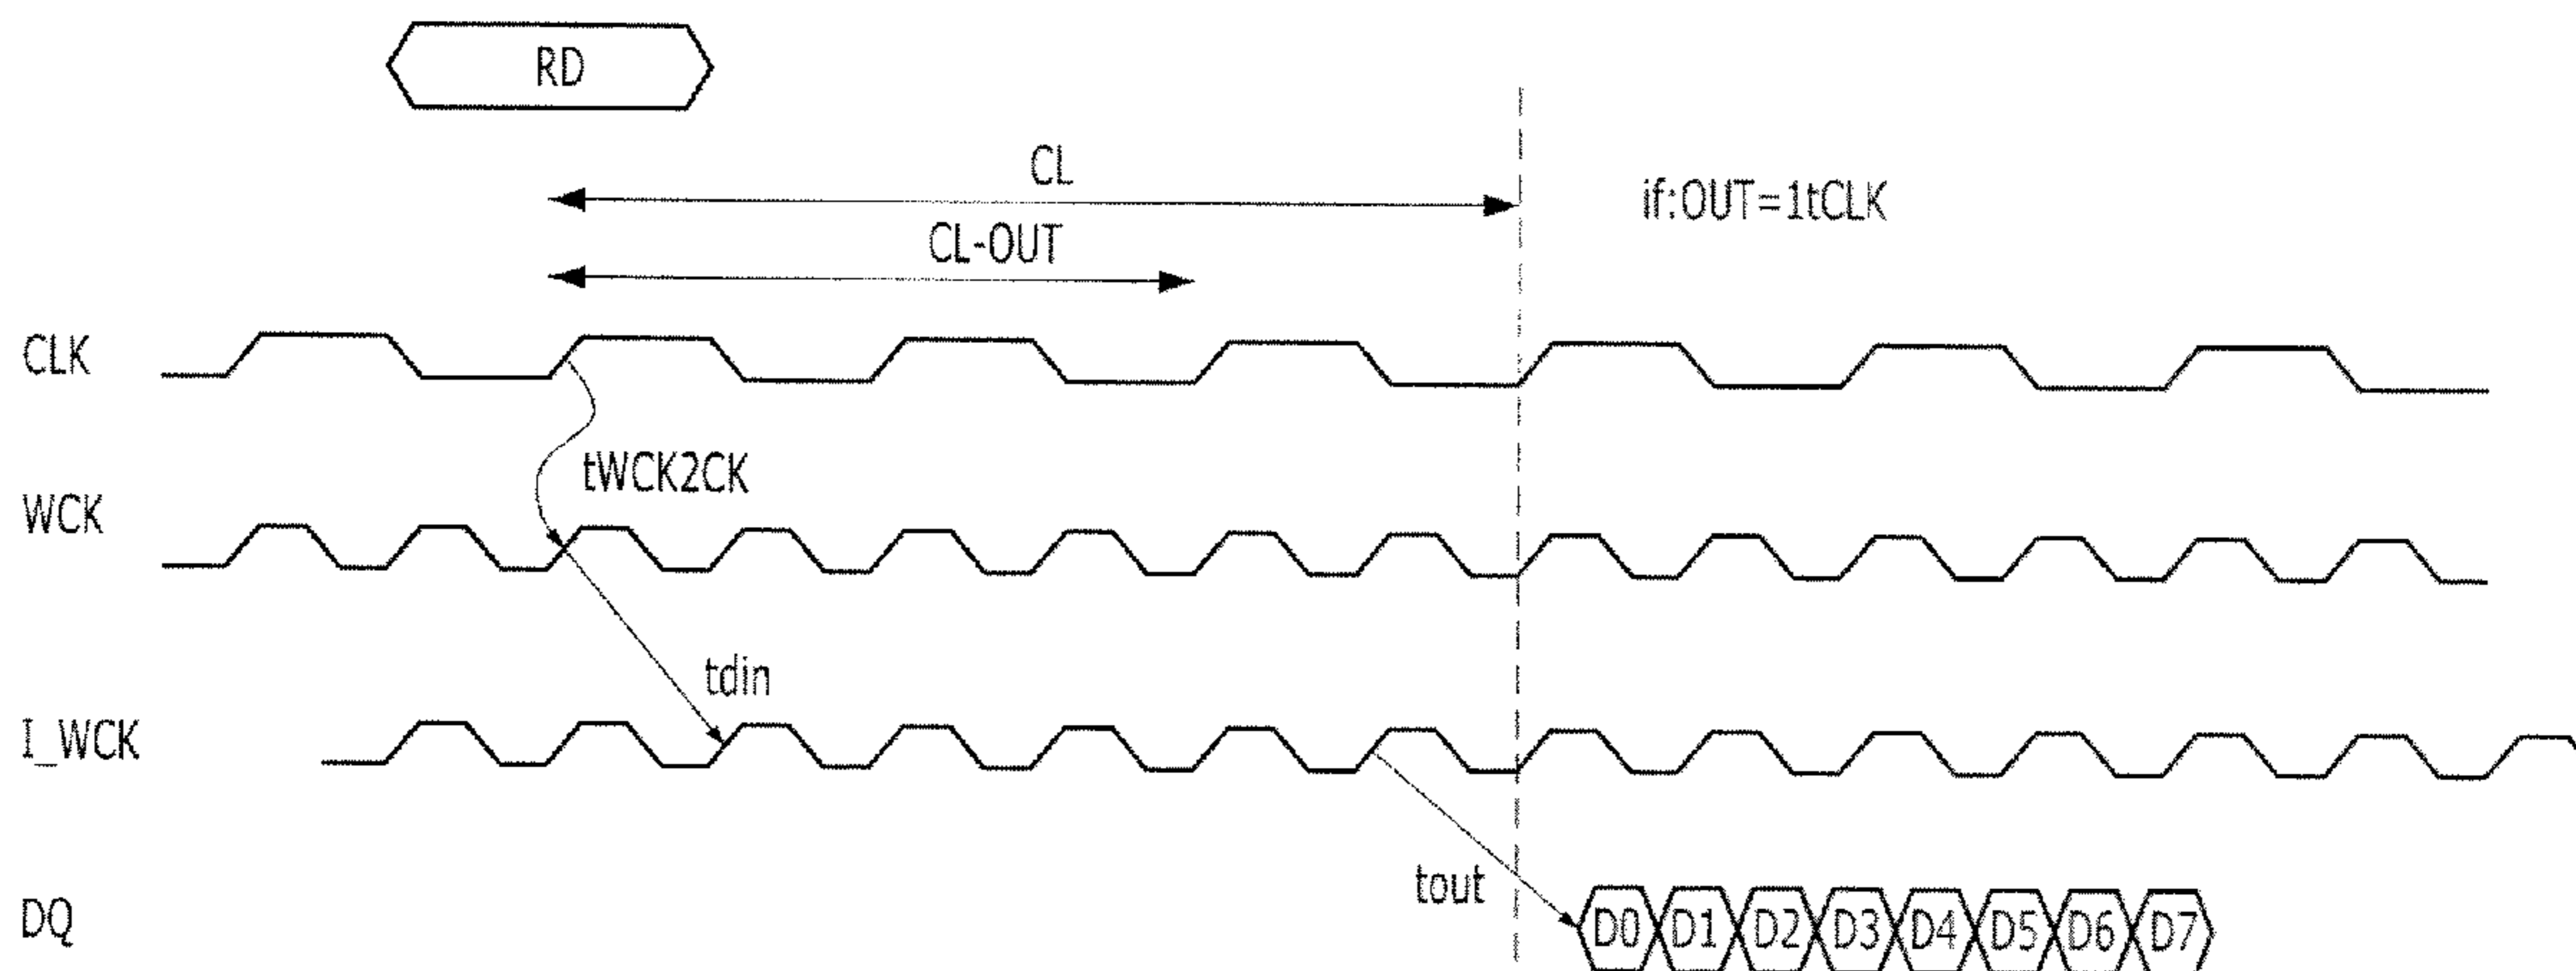 RD
CL
if:OUT=1tCLK
CL-OUT
CLK
tWCK2CK
WCK
tdin
I_WCK
tout
DQ
D0 D1 D2 D3 D4 D5 D6 D7